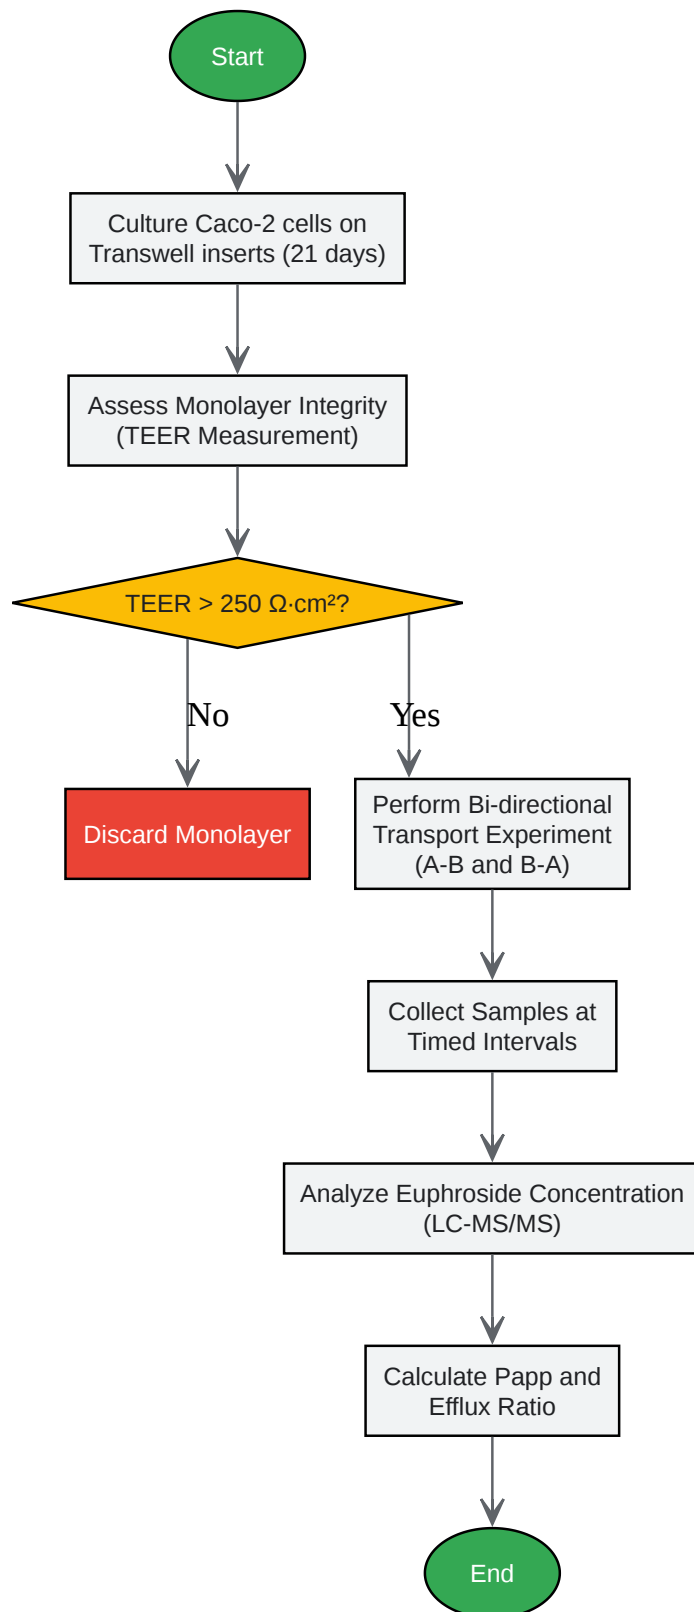 Start
Culture Caco-2 cells on
Transwell inserts (21 days)
Assess Monolayer Integrity
(TEER Measurement)
TEER > 250 Ω·cm²?
No
Yes
Discard Monolayer
Perform Bi-directional
Transport Experiment
(A-B and B-A)
Collect Samples at
Timed Intervals
Analyze Euphroside Concentration
(LC-MS/MS)
Calculate Papp and
Efflux Ratio
End